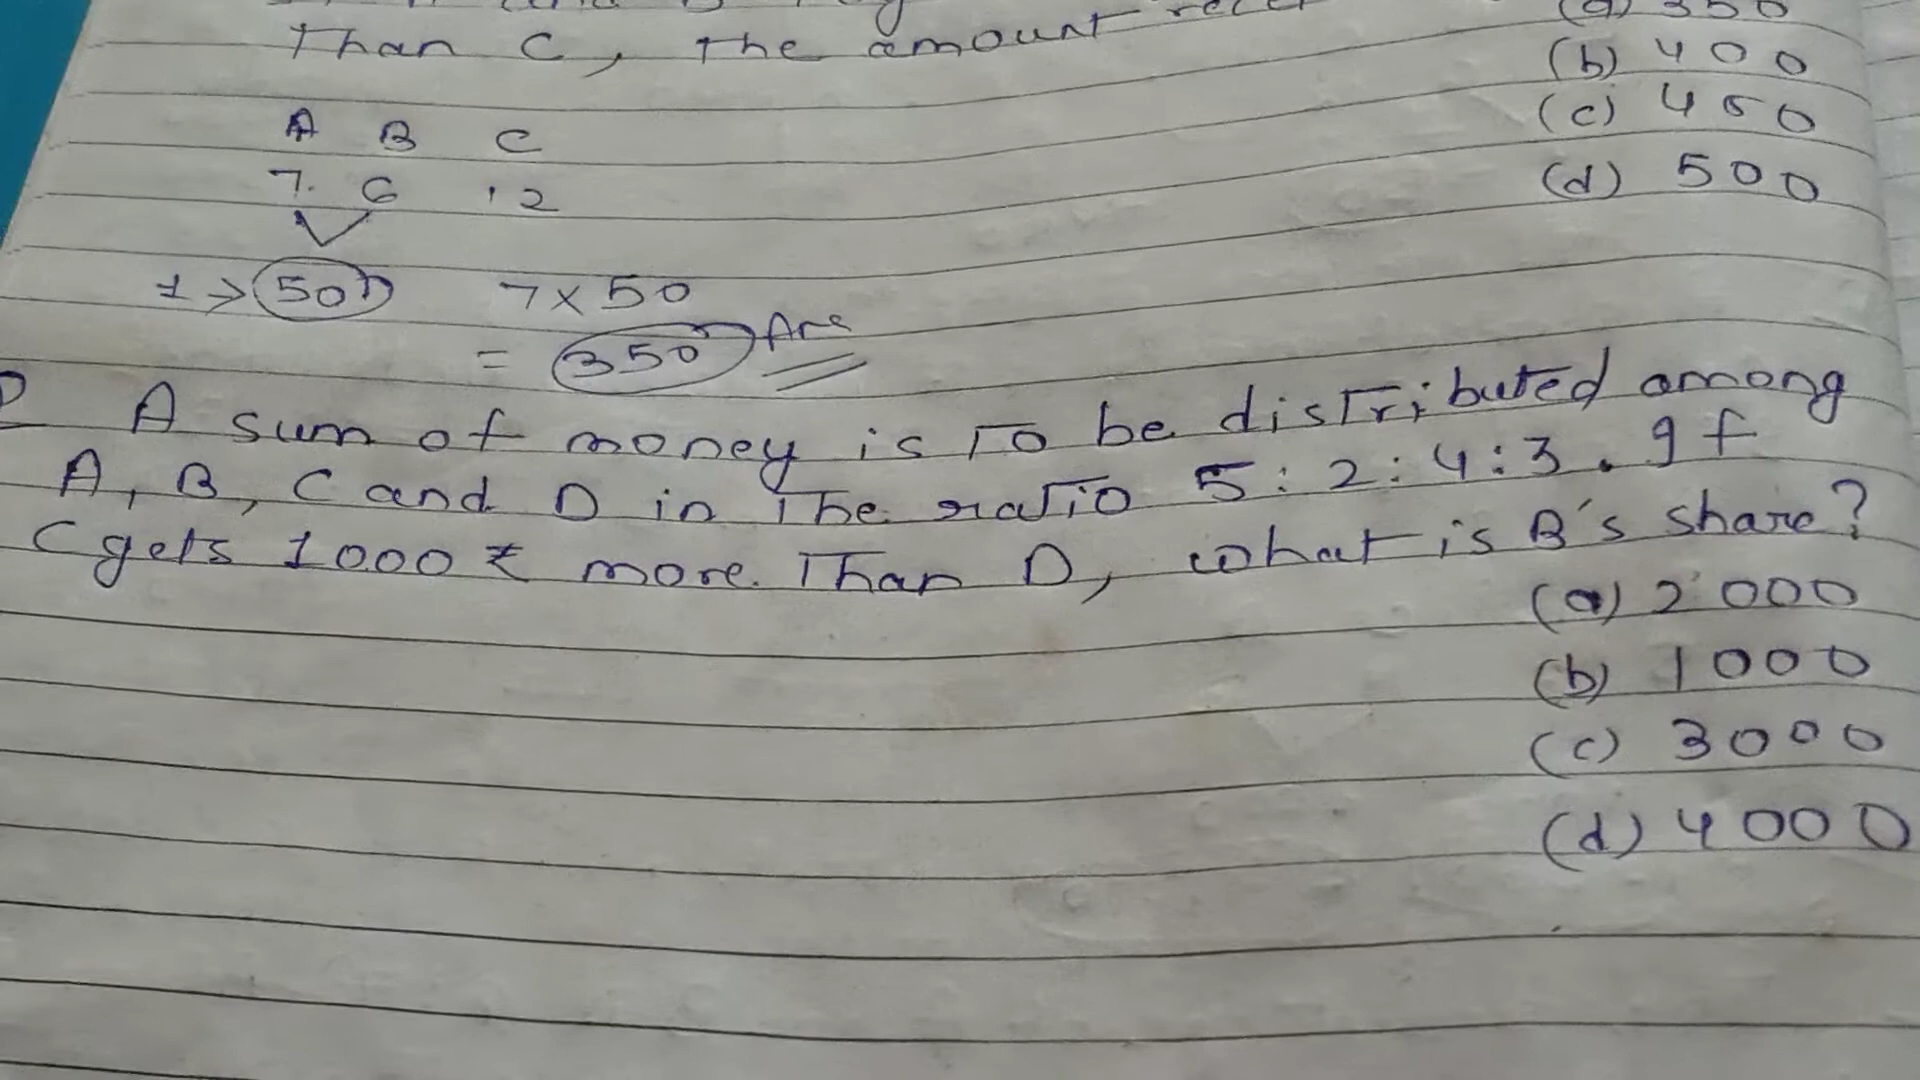 Than C, The amount
(b) 400
(c) 450
(d) 500
A B C
7. 6 12
1 → 50 7 x 50
= 350 Ans
A sum of money is to be distributed among
A, B, C and D in The ratio 5:2:4:3. If
C gets 1000 ₹ more. Than D, what is B's share?
(a) 2000
(b) 1000
(c) 3000
(d) 4000